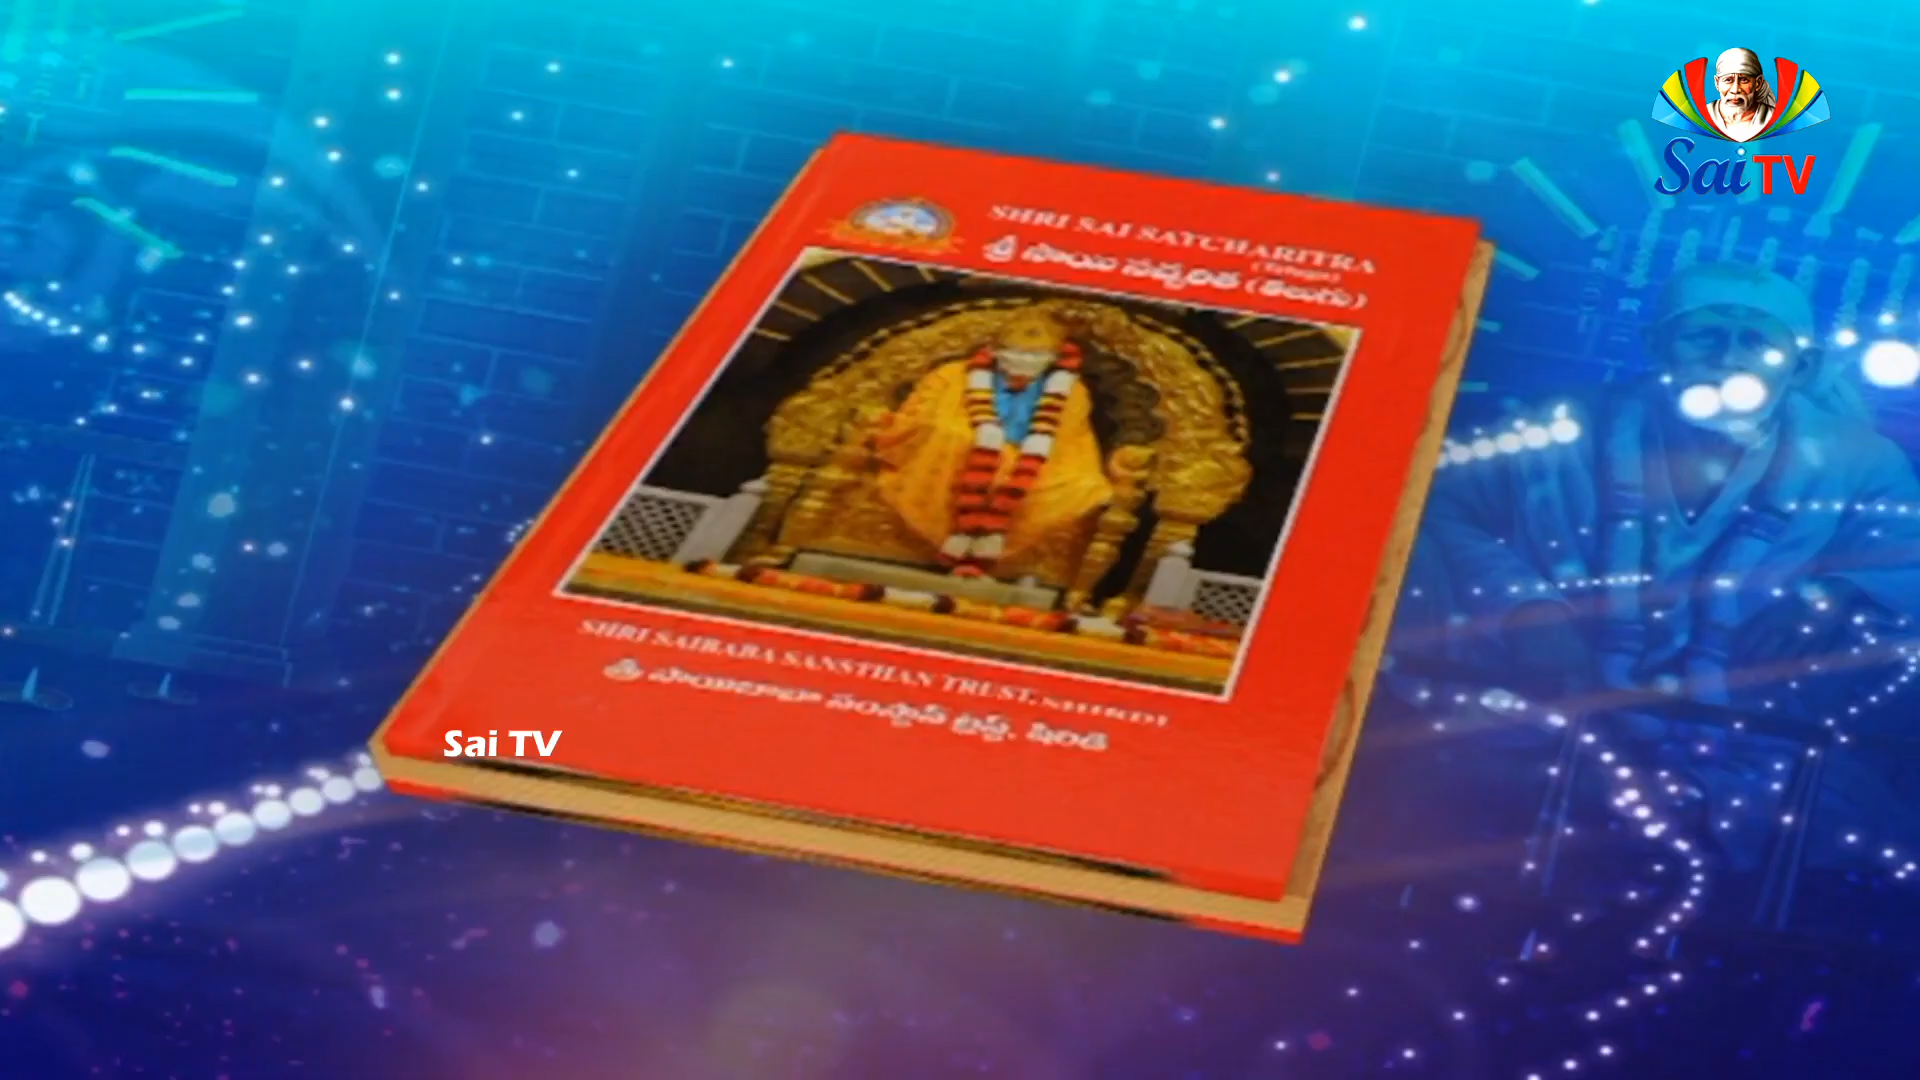 Sai TV
SHRI SAI SATCHARITRA
(Telugu)
శ్రీ సాయి సచ్చరిత (తెలుగు)
SHRI SAIBABA SANSTHAN TRUST, SHIRDI
శ్రీ సాయిబాబా సంస్థాన్ ట్రస్ట్, షిరిడి
Sai TV